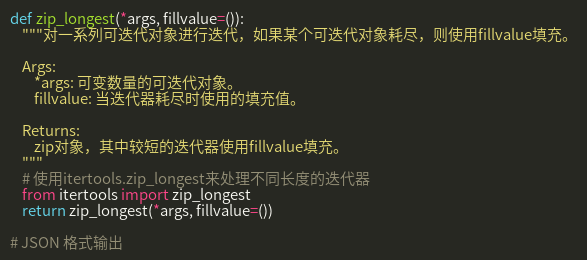 def zip_longest(*args, fillvalue=()):
"""对一系列可迭代对象进行迭代，如果某个可迭代对象耗尽，则使用fillvalue填充。
Args:
*args: 可变数量的可迭代对象。
fillvalue: 当迭代器耗尽时使用的填充值。
Returns:
zip对象，其中较短的迭代器使用fillvalue填充。
"""
# 使用itertools.zip_longest来处理不同长度的迭代器
from itertools import zip_longest
return zip_longest(*args, fillvalue=())
# JSON 格式输出